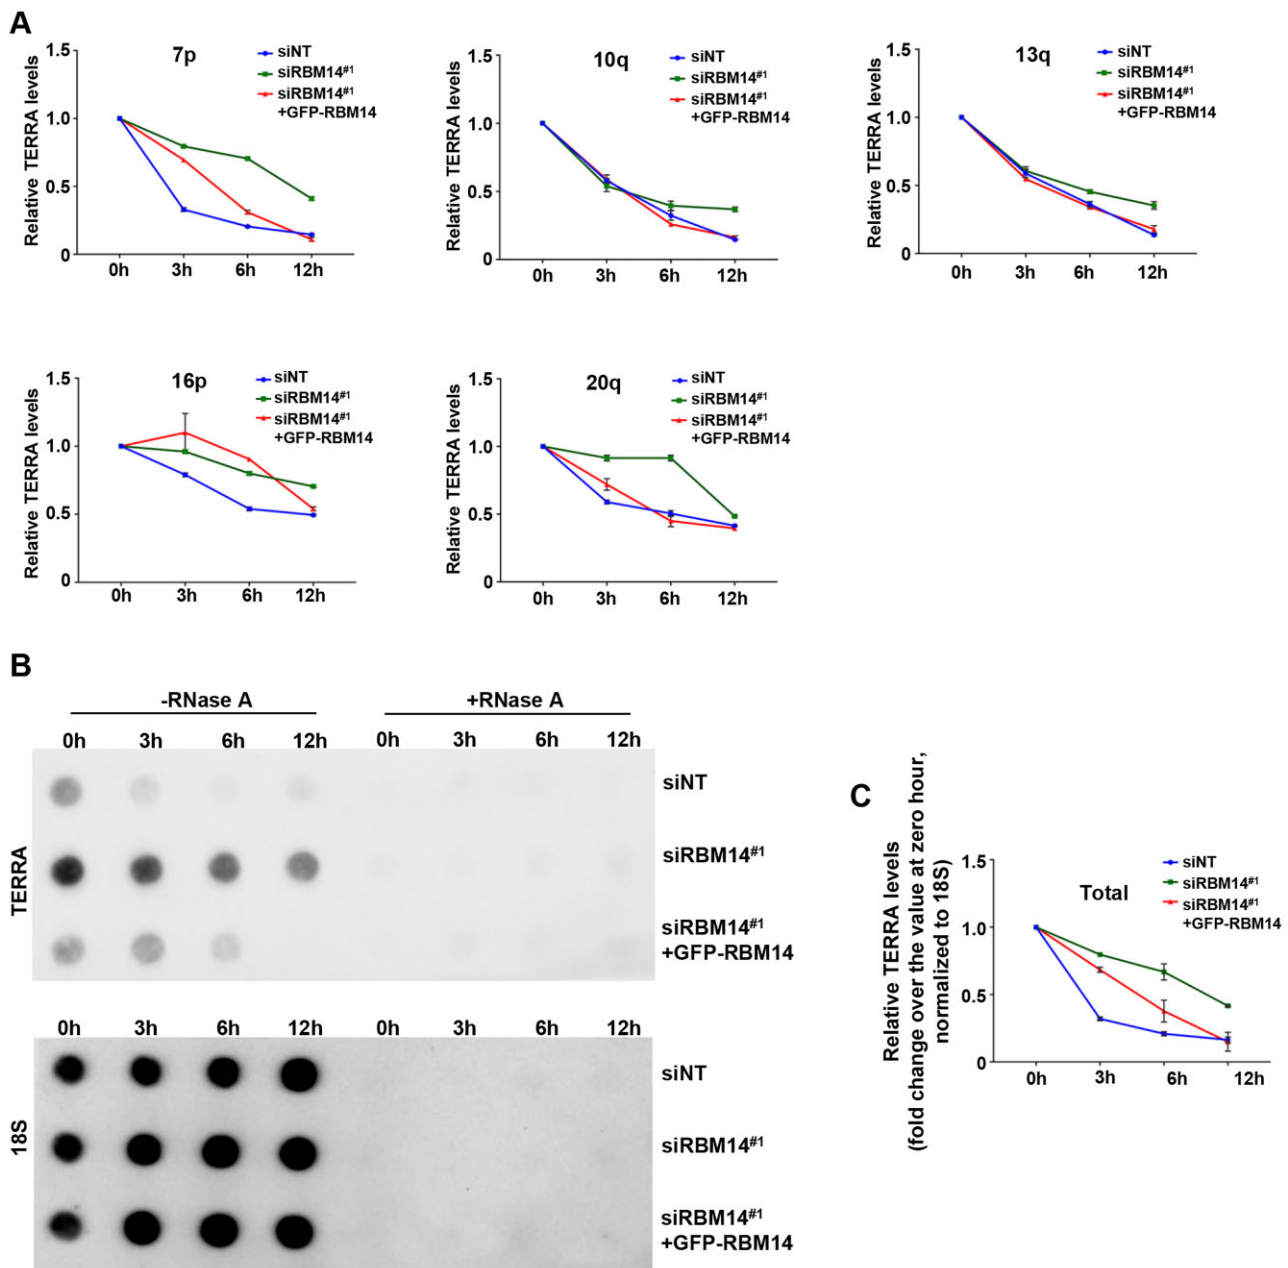 A
7p
siNT
siRBM14#1
siRBM14#1
+GFP-RBM14
Relative TERRA levels
1.5
1.0
0.5
0
0h 3h 6h 12h
10q
siNT
siRBM14#1
siRBM14#1
+GFP-RBM14
Relative TERRA levels
1.5
1.0
0.5
0
0h 3h 6h 12h
13q
siNT
siRBM14#1
siRBM14#1
+GFP-RBM14
Relative TERRA levels
1.5
1.0
0.5
0
0h 3h 6h 12h
16p
siNT
siRBM14#1
siRBM14#1
+GFP-RBM14
Relative TERRA levels
1.5
1.0
0.5
0
0h 3h 6h 12h
20q
siNT
siRBM14#1
siRBM14#1
+GFP-RBM14
Relative TERRA levels
1.5
1.0
0.5
0
0h 3h 6h 12h
B
-RNase A +RNase A
0h 3h 6h 12h 0h 3h 6h 12h
TERRA
siNT
siRBM14#1
siRBM14#1
+GFP-RBM14
0h 3h 6h 12h 0h 3h 6h 12h
18S
siNT
siRBM14#1
siRBM14#1
+GFP-RBM14
C
Relative TERRA levels
(fold change over the value at zero hour,
normalized to 18S)
Total
siNT
siRBM14#1
siRBM14#1
+GFP-RBM14
1.5
1.0
0.5
0
0h 3h 6h 12h